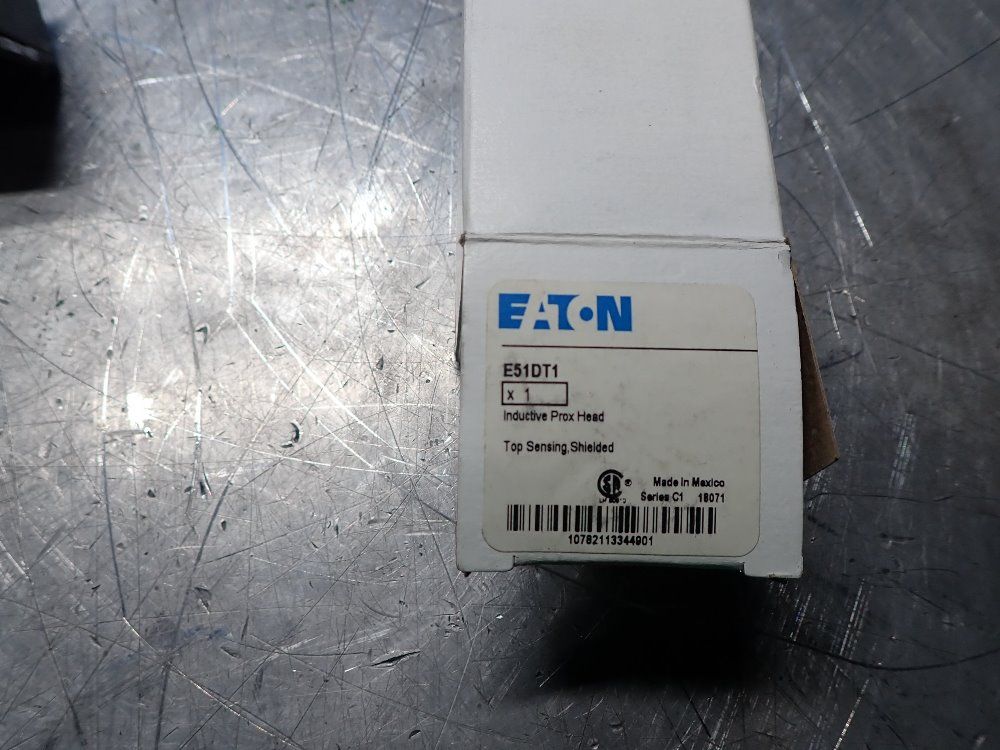 EATON
E51DT1
x 1
Inductive Prox Head
Top Sensing,Shielded
Made in Mexico
Series C1 18071
10782113344901